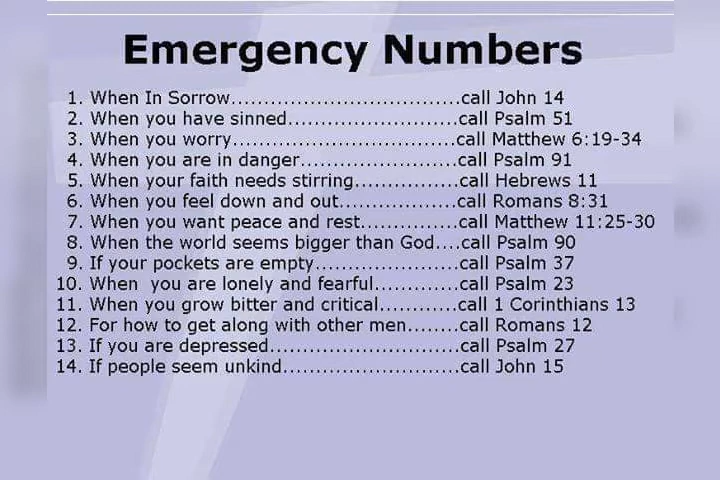 Emergency Numbers
1. When In Sorrow...................................call John 14
2. When you have sinned..........................call Psalm 51
3. When you worry..................................call Matthew 6:19-34
4. When you are in danger........................call Psalm 91
5. When your faith needs stirring................call Hebrews 11
6. When you feel down and out..................call Romans 8:31
7. When you want peace and rest...............call Matthew 11:25-30
8. When the world seems bigger than God....call Psalm 90
9. If your pockets are empty......................call Psalm 37
10. When  you are lonely and fearful.............call Psalm 23
11. When you grow bitter and critical............call 1 Corinthians 13
12. For how to get along with other men........call Romans 12
13. If you are depressed.............................call Psalm 27
14. If people seem unkind...........................call John 15